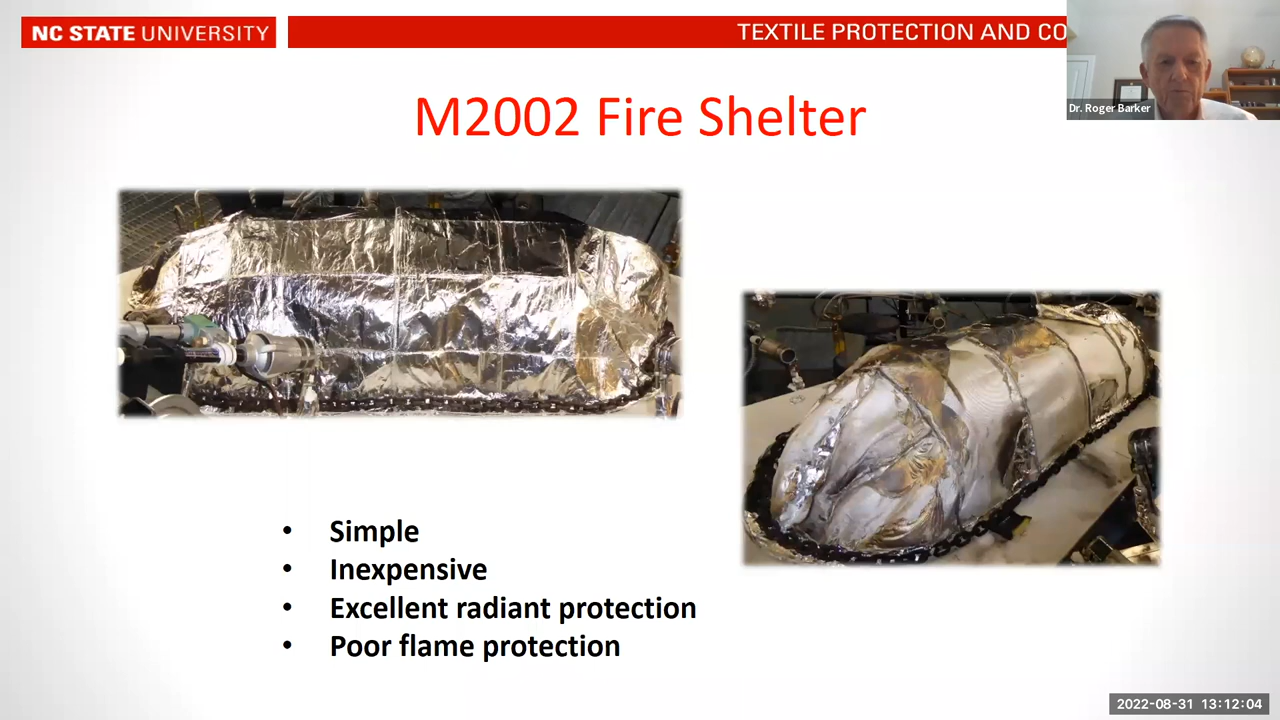 NC STATE UNIVERSITY
TEXTILE PROTECTION AND CO
Dr. Roger Barker
M2002 Fire Shelter
• Simple
• Inexpensive
• Excellent radiant protection
• Poor flame protection
2022-08-31 13:12:04